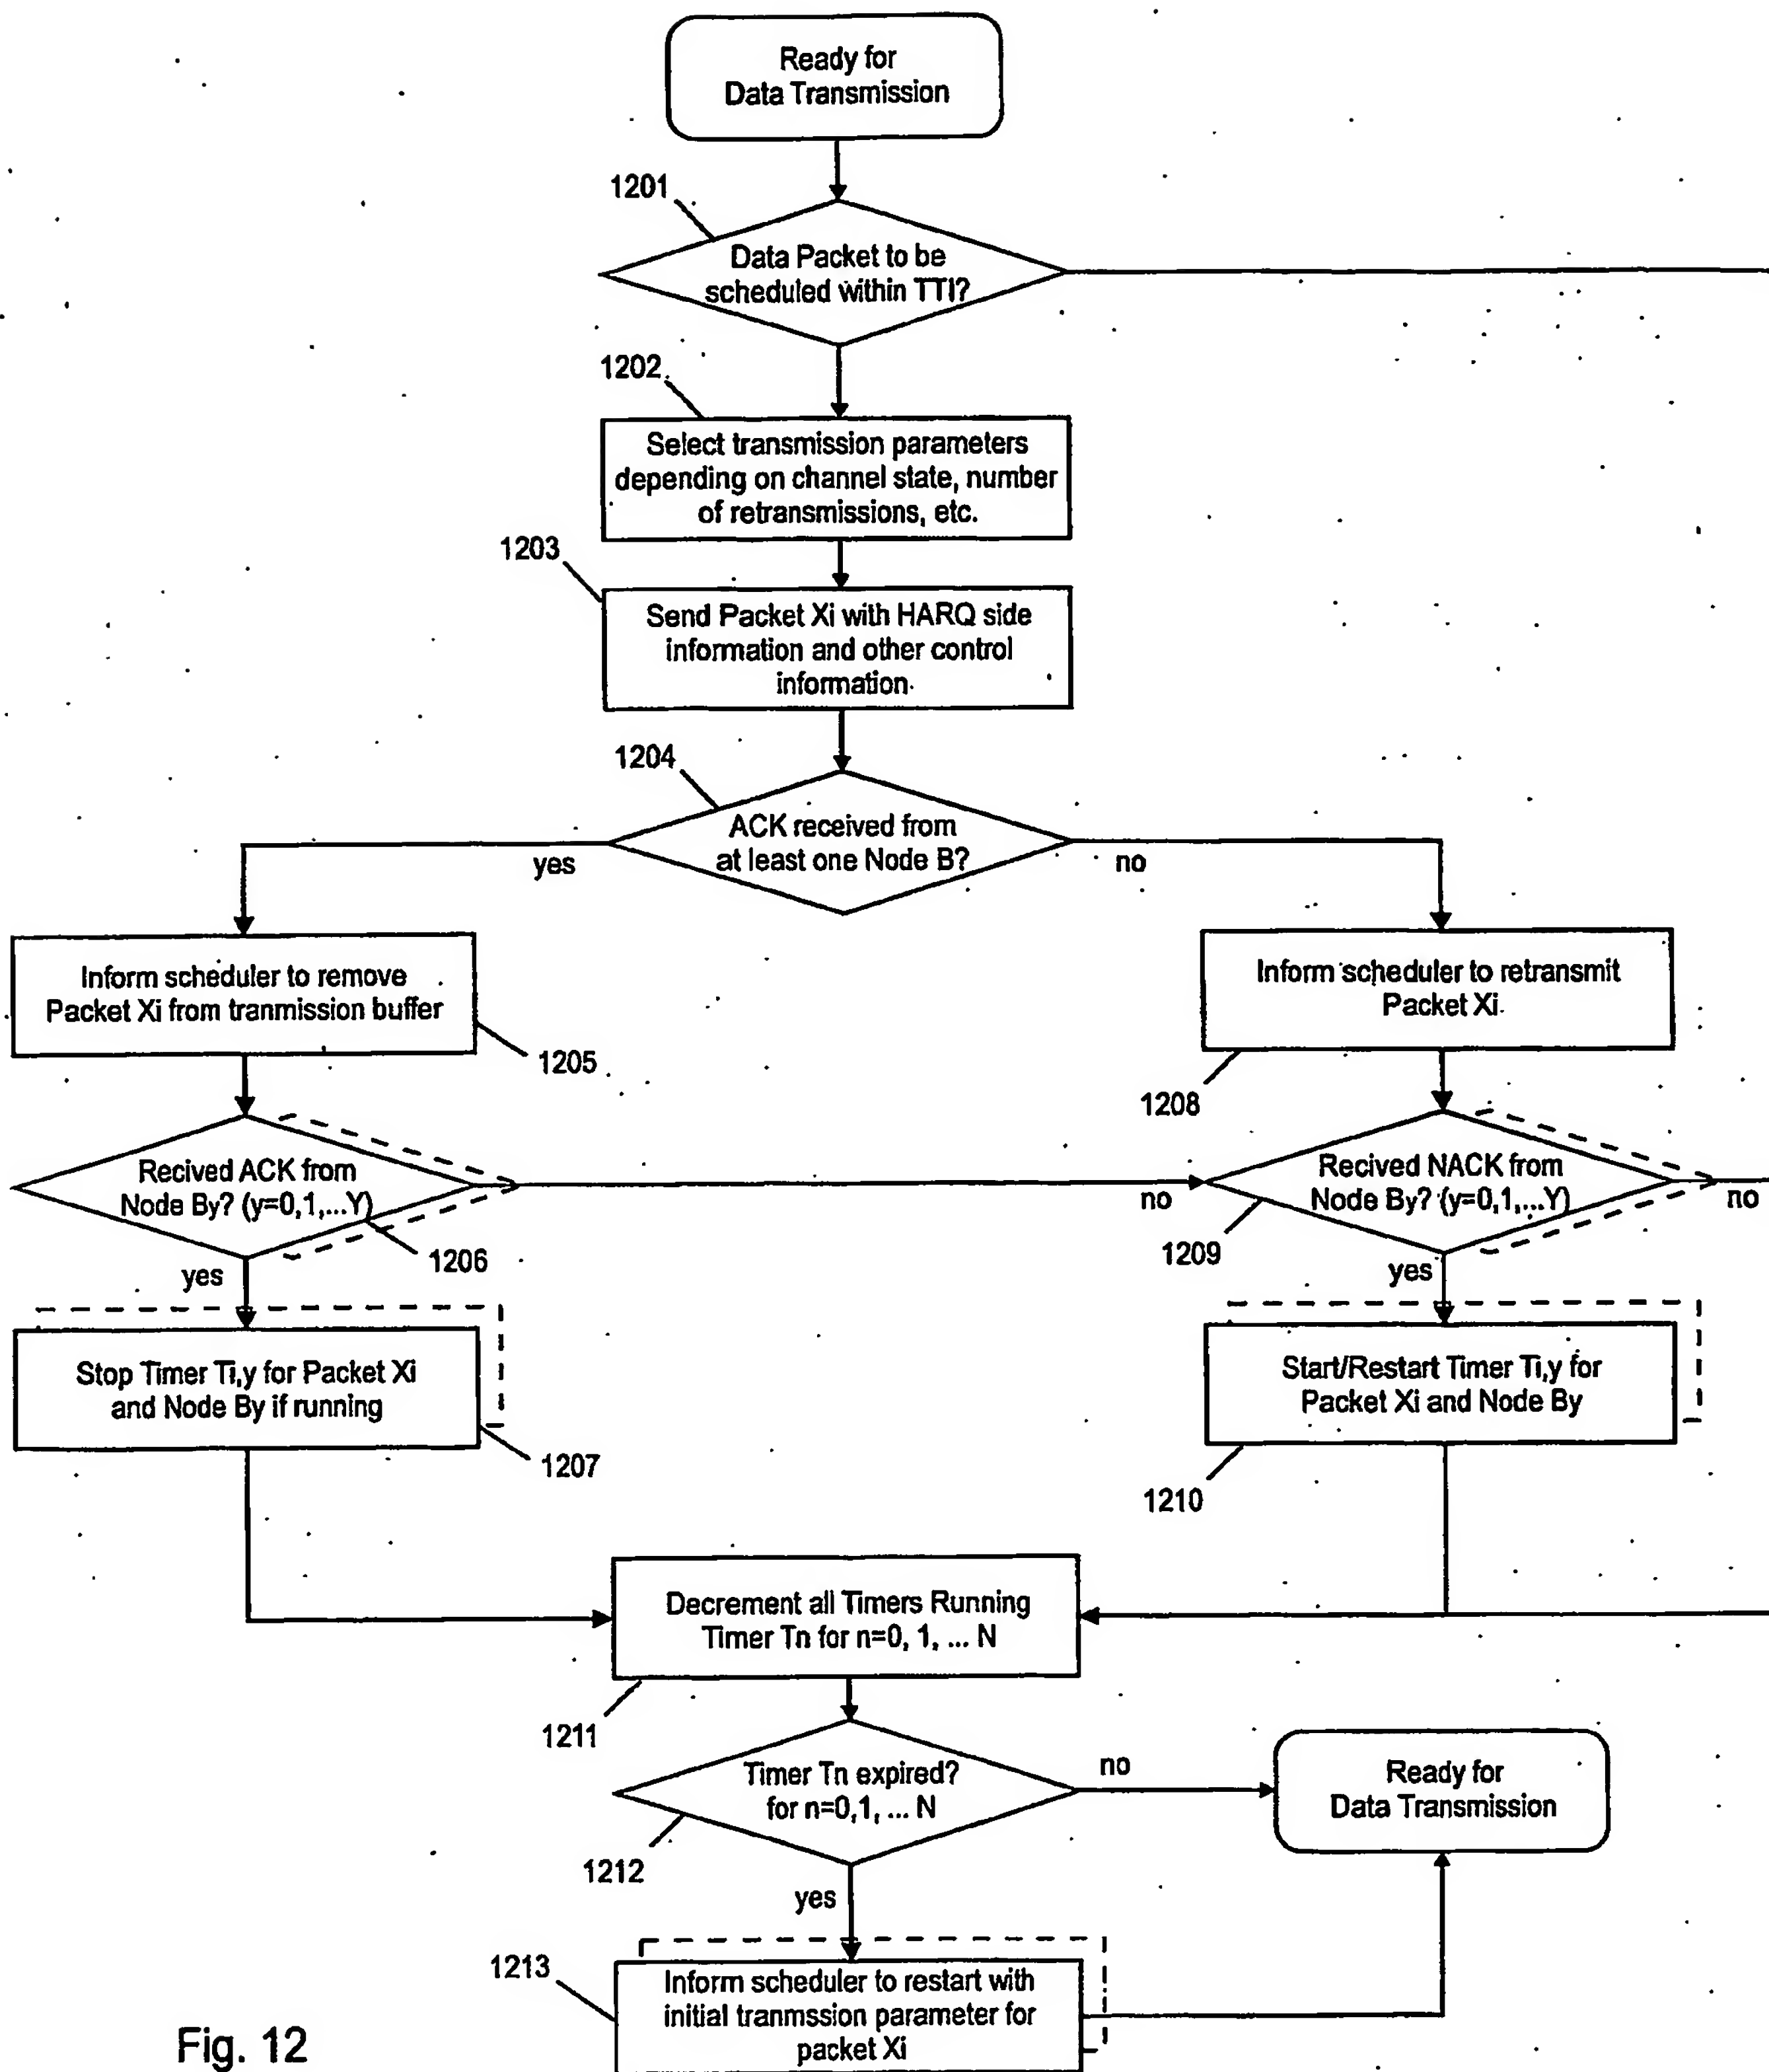 Ready for
Data Transmission
1201
Data Packet to be
scheduled within TTI?
1202
Select transmission parameters
depending on channel state, number
of retransmissions, etc.
1203
Send Packet Xi with HARQ side
information and other control
information
1204
ACK received from
at least one Node B?
yes
no
Inform scheduler to remove
Packet Xi from tranmission buffer
1205
Inform scheduler to retransmit
Packet Xi
1208
Recived ACK from
Node By? (y=0,1,...Y)
1206
no
yes
Recived NACK from
Node By? (y=0,1,...Y)
1209
no
yes
Stop Timer Ti,y for Packet Xi
and Node By if running
1207
Start/Restart Timer Ti,y for
Packet Xi and Node By
1210
Decrement all Timers Running
Timer Tn for n=0, 1, ... N
1211
Timer Tn expired?
for n=0,1, ... N
1212
no
yes
Ready for
Data Transmission
1213
Inform scheduler to restart with
initial tranmssion parameter for
packet Xi
Fig. 12